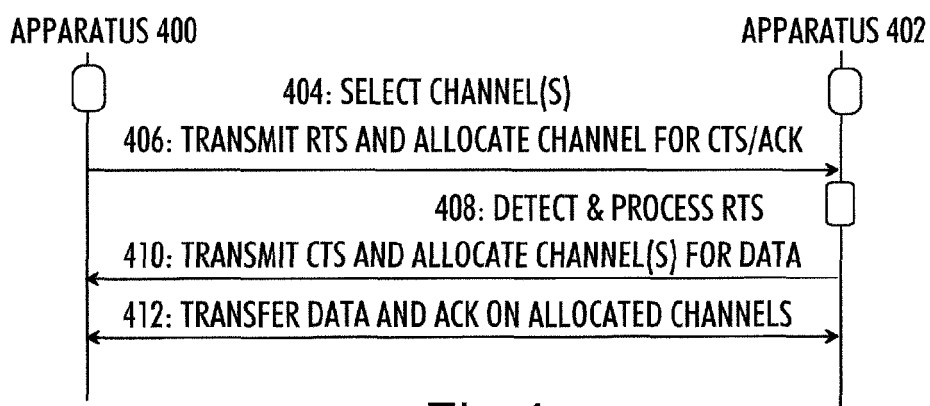 APPARATUS 400
APPARATUS 402
404: SELECT CHANNEL(S)
406: TRANSMIT RTS AND ALLOCATE CHANNEL FOR CTS/ACK
408: DETECT & PROCESS RTS
410: TRANSMIT CTS AND ALLOCATE CHANNEL(S) FOR DATA
412: TRANSFER DATA AND ACK ON ALLOCATED CHANNELS